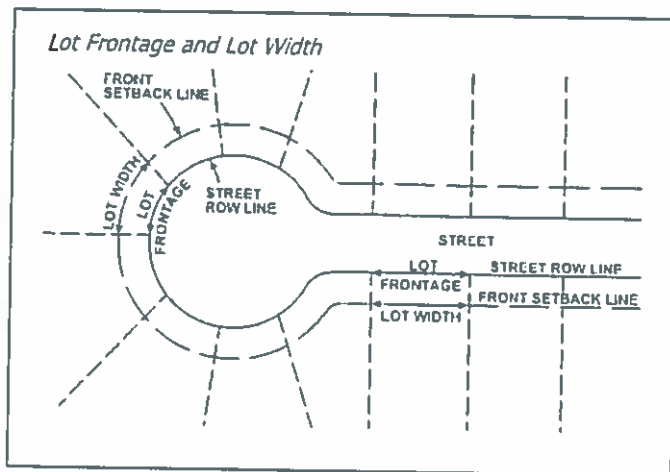 Lot Frontage and Lot Width
FRONT
SETBACK LINE
LOT WIDTH
LOT
FRONTAGE
STREET
ROW LINE
STREET
LOT
FRONTAGE
STREET ROW LINE
LOT WIDTH
FRONT SETBACK LINE